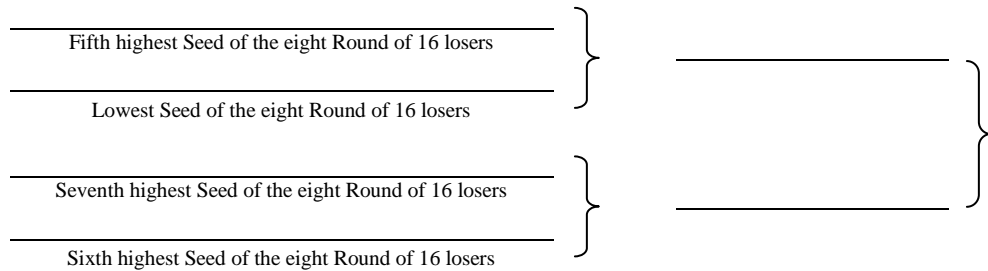 Fifth highest Seed of the eight Round of 16 losers
Lowest Seed of the eight Round of 16 losers
Seventh highest Seed of the eight Round of 16 losers
Sixth highest Seed of the eight Round of 16 losers